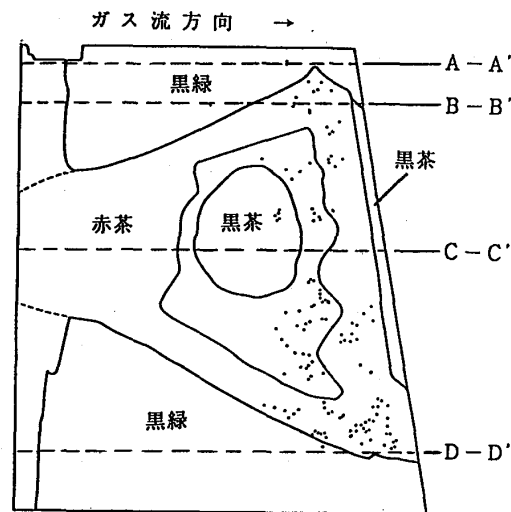 ガス流方向 →
A-A'
黒緑
B-B'
黒茶
赤茶
黒茶
C-C'
黒緑
D-D'